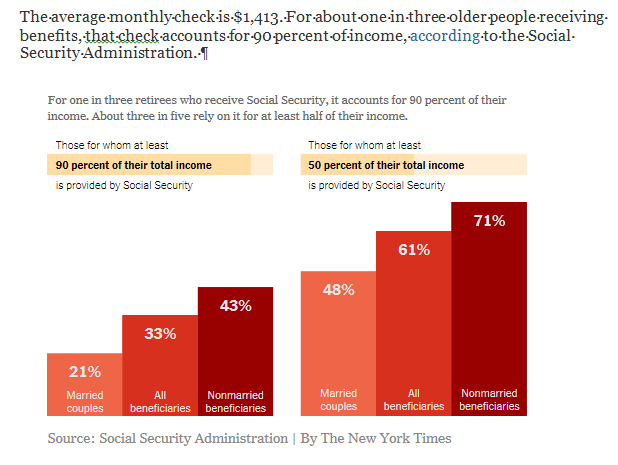 The·average·monthly·check·is·$1,413.·For·about·one·in·three·older·people·receiving·
benefits,·that·check·accounts·for·90·percent·of·income,·according·to·the·Social·
Security·Administration.·¶
For one in three retirees who receive Social Security, it accounts for 90 percent of their
income. About three in five rely on it for at least half of their income.
Those for whom at least
90 percent of their total income
is provided by Social Security
21%
Married
couples
33%
All
beneficiaries
43%
Nonmarried
beneficiaries
Those for whom at least
50 percent of their total income
is provided by Social Security
48%
Married
couples
61%
All
beneficiaries
71%
Nonmarried
beneficiaries
Source: Social Security Administration | By The New York Times